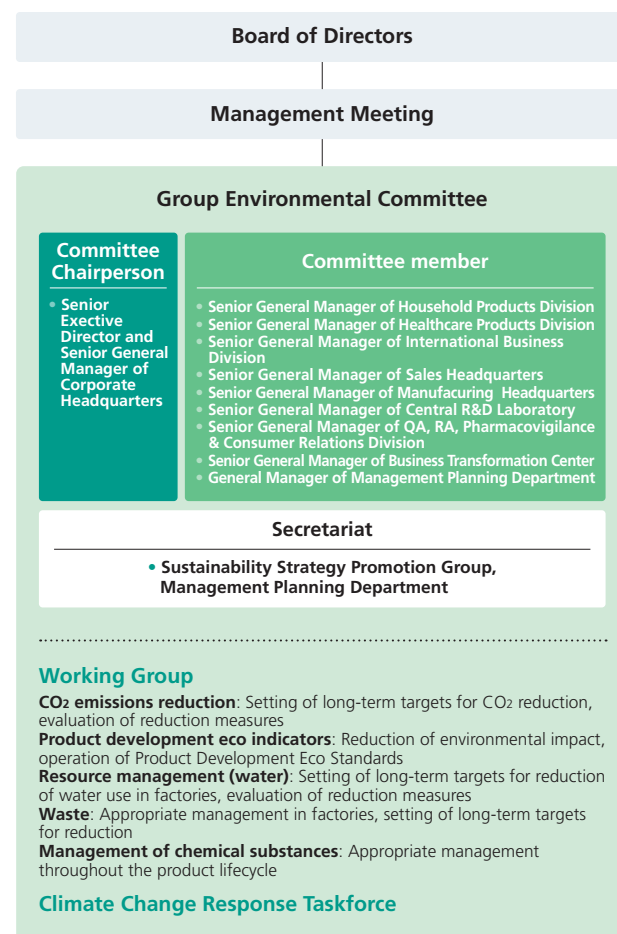 Board of Directors
Management Meeting
Group Environmental Committee
Committee
Chairperson
• Senior
Exective
Director and
Senior General
Manager of
Corporate
Headquarters
Committee member
• Senior General Manager of Household Products Division
• Senior General Manager of Healthcare Products Division
• Senior General Manager of International Business
Division
• Senior General Manager of Sales Headquarters
• Senior General Manager of Manufacuring Headquarters
• Senior General Manager of Central R&D Laboratory
• Senior General Manager of QA, RA, Pharmacovigilance
& Consumer Relations Division
• Senior General Manager of Business Transformation Center
• General Manager of Management Planning Department
Secretariat
• Sustainability Strategy Promotion Group,
Management Planning Department
Working Group
CO2 emissions reduction: Setting of long-term targets for CO2 reduction,
evaluation of reduction measures
Product development eco indicators: Reduction of environmental impact,
operation of Product Development Eco Standards
Resource management (water): Setting of long-term targets for reduction
of water use in factories, evaluation of reduction measures
Waste: Appropriate management in factories, setting of long-term targets
for reduction
Management of chemical substances: Appropriate management
throughout the product lifecycle
Climate Change Response Taskforce